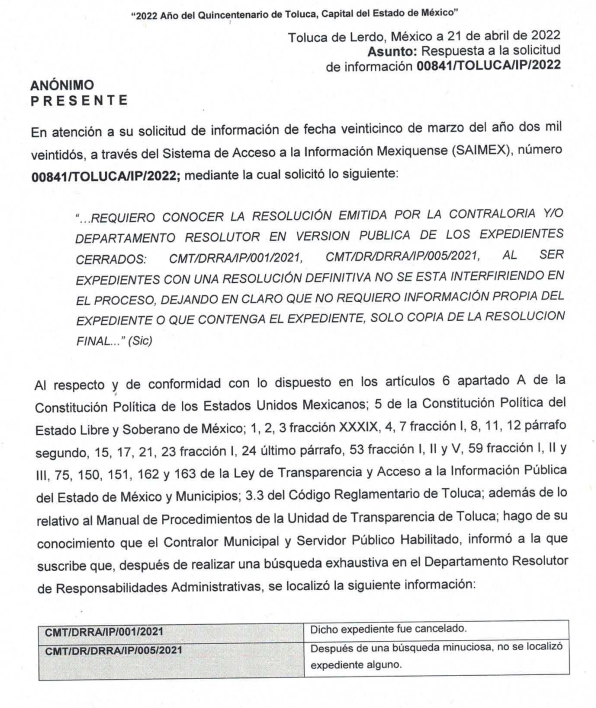 “2022 Año del Quincentenario de Toluca, Capital del Estado de México”
Toluca de Lerdo, México a 21 de abril de 2022
Asunto: Respuesta a la solicitud
de información 00841/TOLUCA/IP/2022
ANÓNIMO
P R E S E N T E
En atención a su solicitud de información de fecha veinticinco de marzo del año dos mil
veintidós, a través del Sistema de Acceso a la Información Mexiquense (SAIMEX), número
00841/TOLUCA/IP/2022; mediante la cual solicitó lo siguiente:
“…REQUIERO CONOCER LA RESOLUCIÓN EMITIDA POR LA CONTRALORIA Y/O
DEPARTAMENTO RESOLUTOR EN VERSION PUBLICA DE LOS EXPEDIENTES
CERRADOS: CMT/DRRA/IP/001/2021, CMT/DR/DRRA/IP/005/2021, AL SER
EXPEDIENTES CON UNA RESOLUCIÓN DEFINITIVA NO SE ESTA INTERFIRIENDO EN
EL PROCESO, DEJANDO EN CLARO QUE NO REQUIERO INFORMACIÓN PROPIA DEL
EXPEDIENTE O QUE CONTENGA EL EXPEDIENTE, SOLO COPIA DE LA RESOLUCION
FINAL…” (Sic)
Al respecto y de conformidad con lo dispuesto en los artículos 6 apartado A de la
Constitución Política de los Estados Unidos Mexicanos; 5 de la Constitución Política del
Estado Libre y Soberano de México; 1, 2, 3 fracción XXXIX, 4, 7 fracción I, 8, 11, 12 párrafo
segundo, 15, 17, 21, 23 fracción I, 24 último párrafo, 53 fracción I, II y V, 59 fracción I, II y
III, 75, 150, 151, 162 y 163 de la Ley de Transparencia y Acceso a la Información Pública
del Estado de México y Municipios; 3.3 del Código Reglamentario de Toluca; además de lo
relativo al Manual de Procedimientos de la Unidad de Transparencia de Toluca; hago de su
conocimiento que el Contralor Municipal y Servidor Público Habilitado, informó a la que
suscribe que, después de realizar una búsqueda exhaustiva en el Departamento Resolutor
de Responsabilidades Administrativas, se localizó la siguiente información:
CMT/DRRA/IP/001/2021 Dicho expediente fue cancelado.
CMT/DR/DRRA/IP/005/2021 Después de una búsqueda minuciosa, no se localizó
expediente alguno.